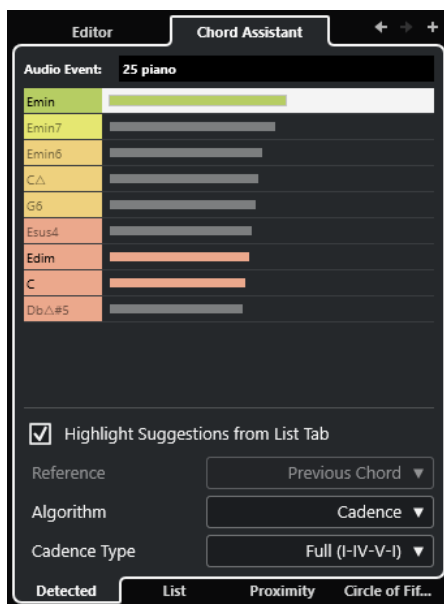 Editor Chord Assistant
Audio Event: 25 piano
Emin
Emin7
Emin6
C△
G6
Esus4
Edim
C
Db△#5
Highlight Suggestions from List Tab
Reference Previous Chord
Algorithm Cadence
Cadence Type Full (I-IV-V-I)
Detected List Proximity Circle of Fif...